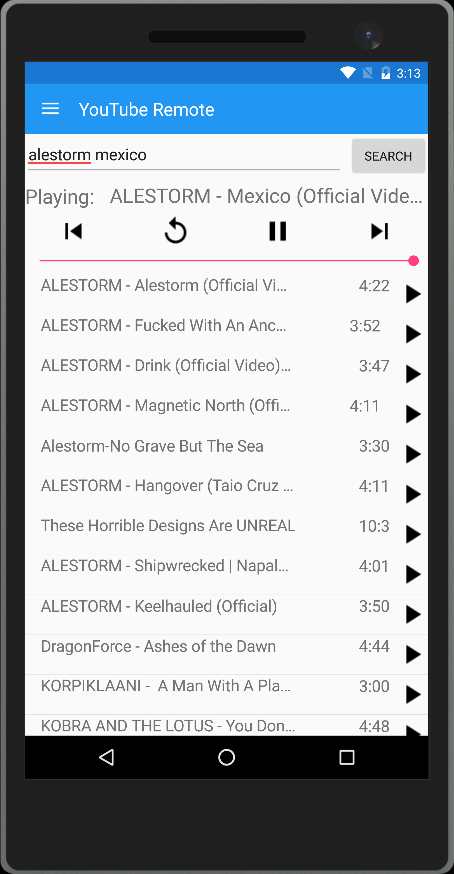 3:13
YouTube Remote
alestorm mexico SEARCH
Playing: ALESTORM - Mexico (Official Vide...
ALESTORM - Alestorm (Official Vi... 4:22
ALESTORM - Fucked With An Anc... 3:52
ALESTORM - Drink (Official Video)... 3:47
ALESTORM - Magnetic North (Offi... 4:11
Alestorm-No Grave But The Sea 3:30
ALESTORM - Hangover (Taio Cruz ... 4:11
These Horrible Designs Are UNREAL 10:3
ALESTORM - Shipwrecked | Napal... 4:01
ALESTORM - Keelhauled (Official) 3:50
DragonForce - Ashes of the Dawn 4:44
KORPIKLAANI - A Man With A Pla... 3:00
KOBRA AND THE LOTUS - You Don... 4:48